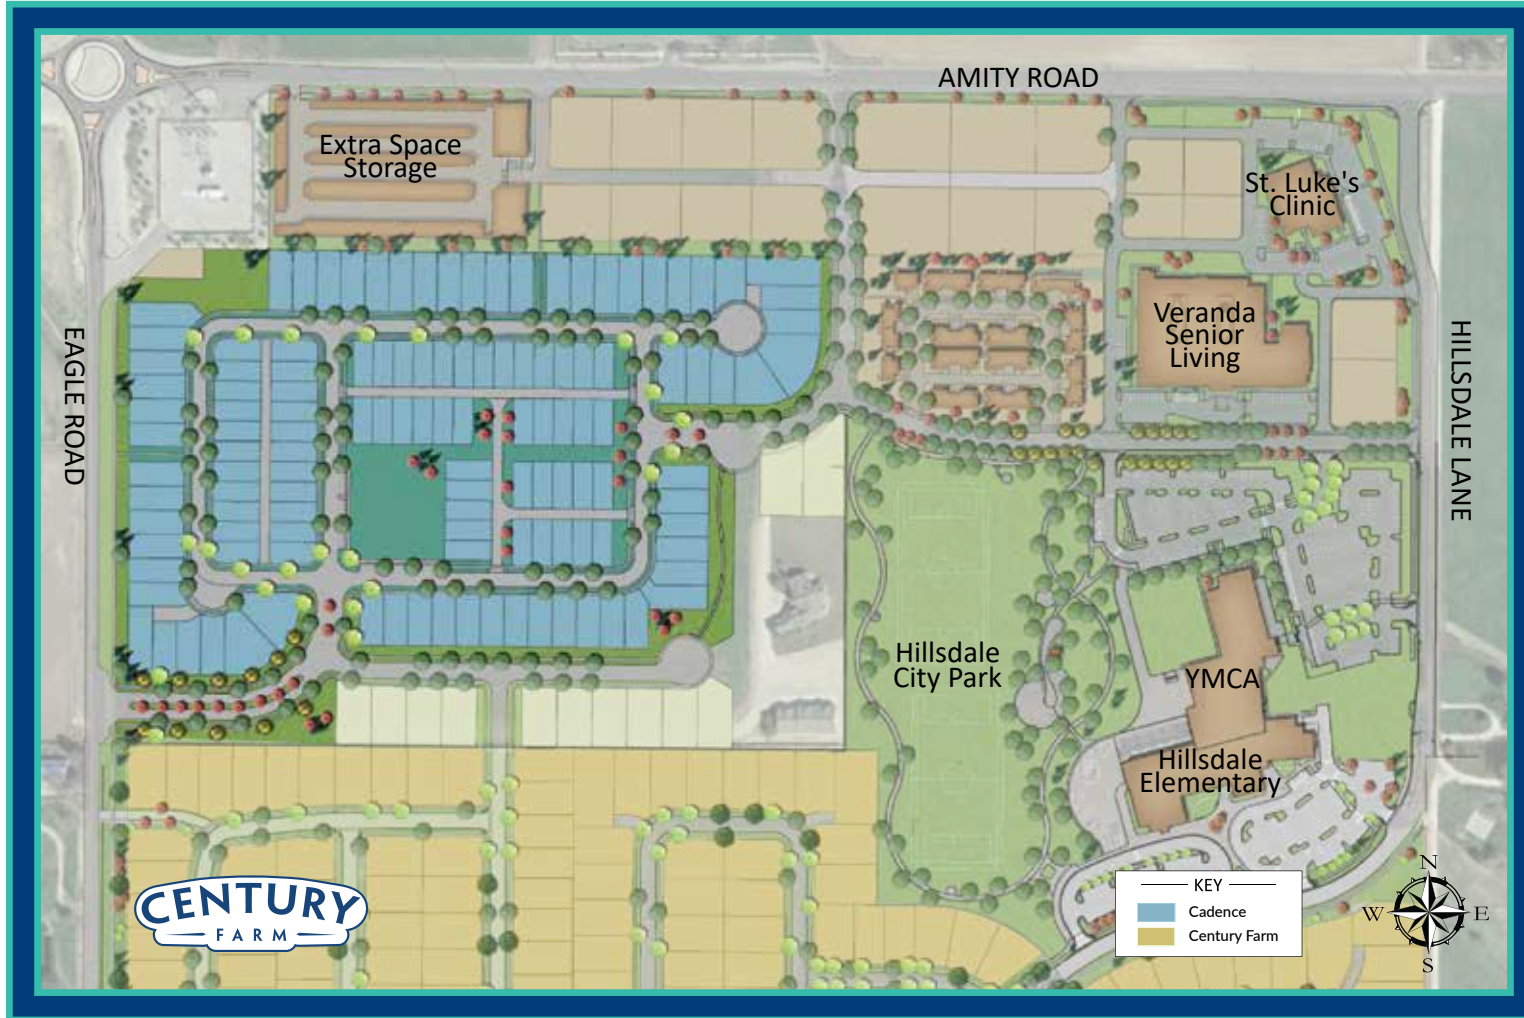 AMITY ROAD
Extra Space
Storage
St. Luke's
Clinic
Veranda
Senior
Living
EAGLE ROAD
HILLSDALE LANE
Hillsdale
City Park
YMCA
Hillsdale
Elementary
CENTURY
FARM
KEY
Cadence
Century Farm
N
W
E
S